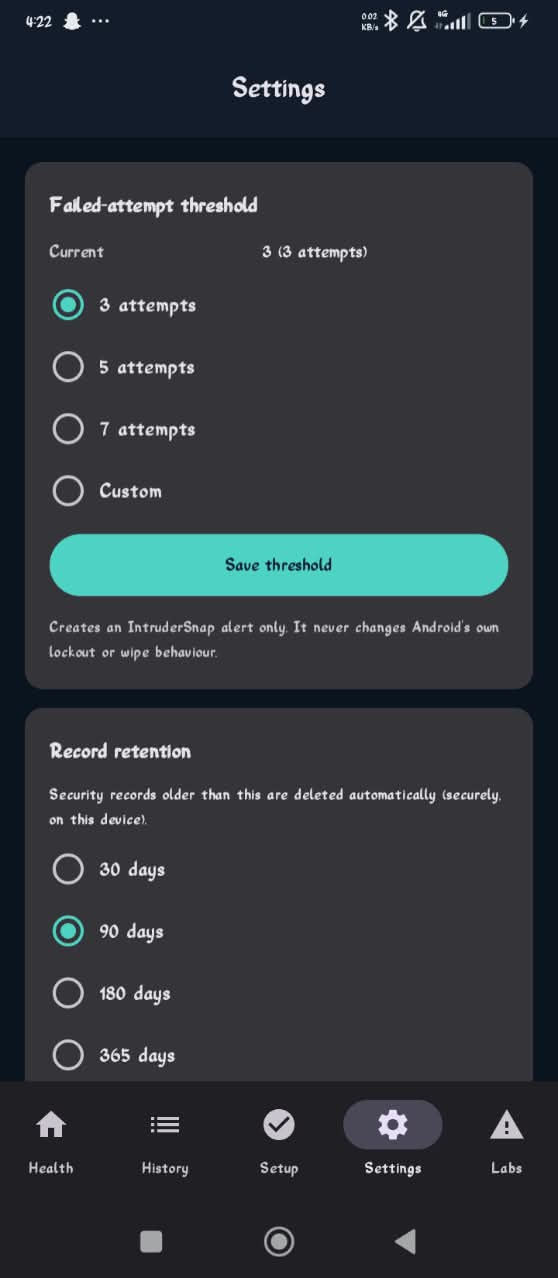 4:22
0.02
KB/s
4G
5
Settings
Failed-attempt threshold
Current 3 (3 attempts)
3 attempts
5 attempts
7 attempts
Custom
Save threshold
Creates an IntruderSnap alert only. It never changes Android's own
lockout or wipe behaviour.
Record retention
Security records older than this are deleted automatically (securely,
on this device).
30 days
90 days
180 days
365 days
Health History Setup Settings Labs